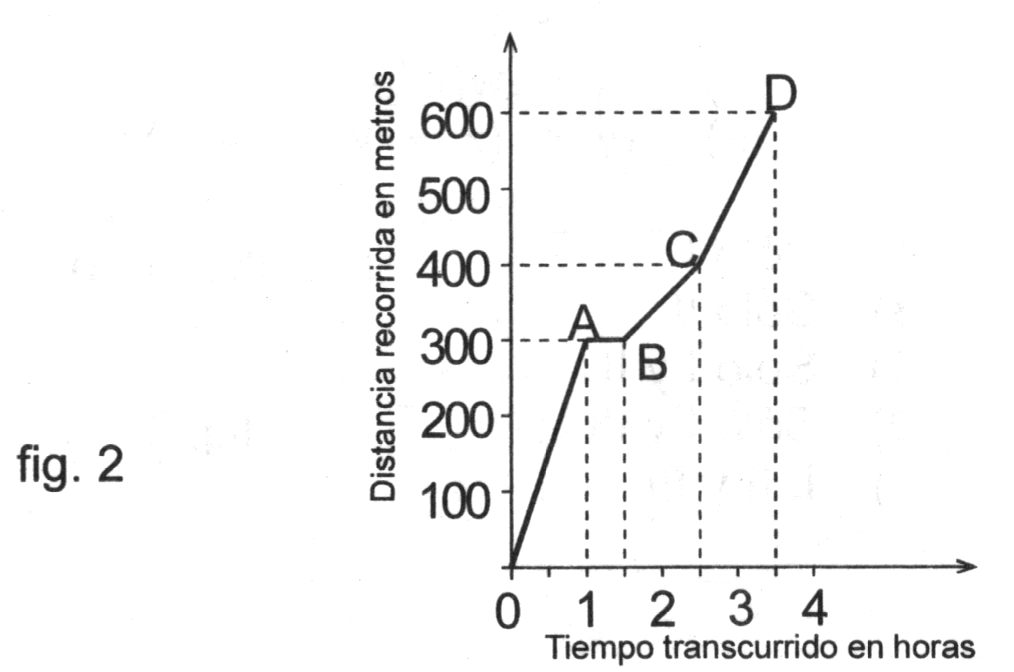 D
600
500
C
400
A
300
B
200
100
0 1 2 3 4
Distancia recorrida en metros
Tiempo transcurrido en horas
fig. 2